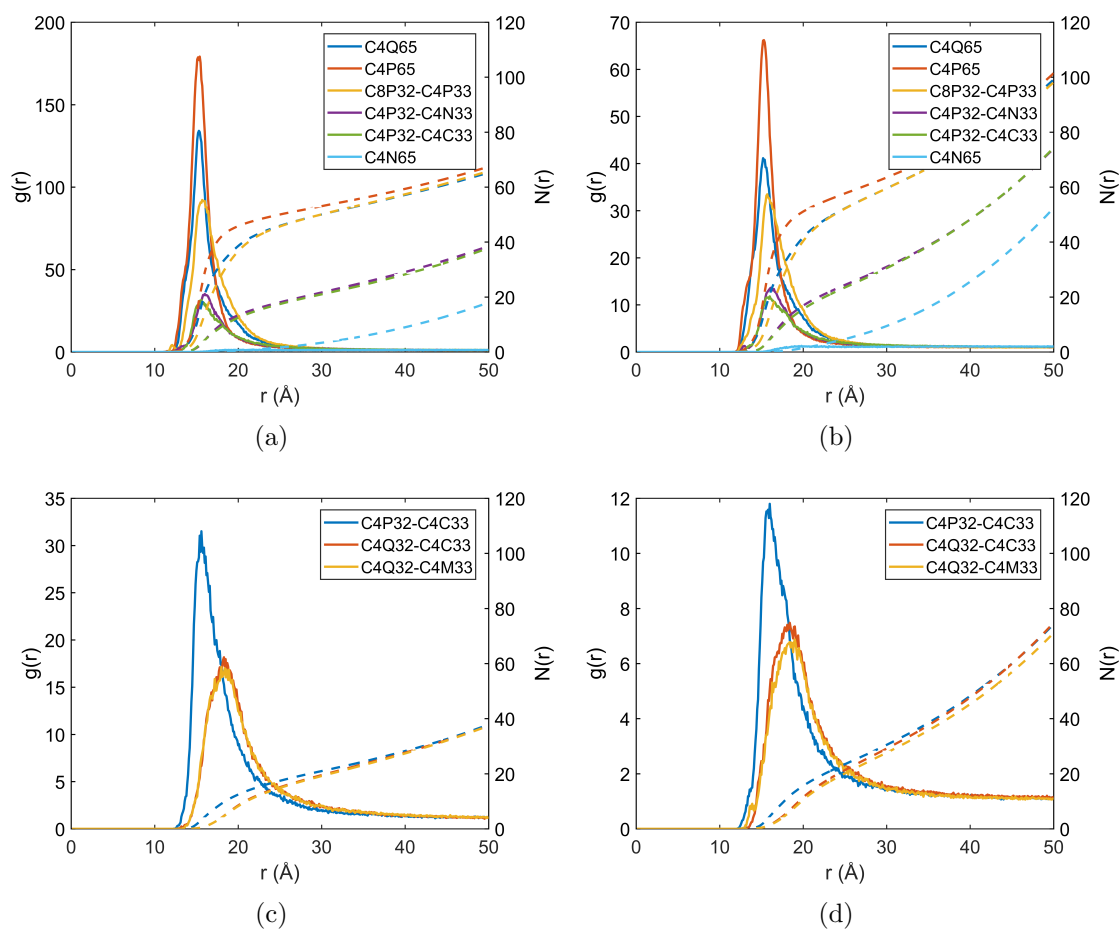 200
150
100
50
0
g(r)
120
100
80
60
40
20
0
N(r)
C4Q65
C4P65
C8P32-C4P33
C4P32-C4N33
C4P32-C4C33
C4N65
0 10 20 30 40 50
r (Å)
(a)
70
60
50
40
30
20
10
0
g(r)
120
100
80
60
40
20
0
N(r)
C4Q65
C4P65
C8P32-C4P33
C4P32-C4N33
C4P32-C4C33
C4N65
0 10 20 30 40 50
r (Å)
(b)
35
30
25
20
15
10
5
0
g(r)
120
100
80
60
40
20
0
N(r)
C4P32-C4C33
C4Q32-C4C33
C4Q32-C4M33
0 10 20 30 40 50
r (Å)
(c)
12
10
8
6
4
2
0
g(r)
120
100
80
60
40
20
0
N(r)
C4P32-C4C33
C4Q32-C4C33
C4Q32-C4M33
0 10 20 30 40 50
r (Å)
(d)